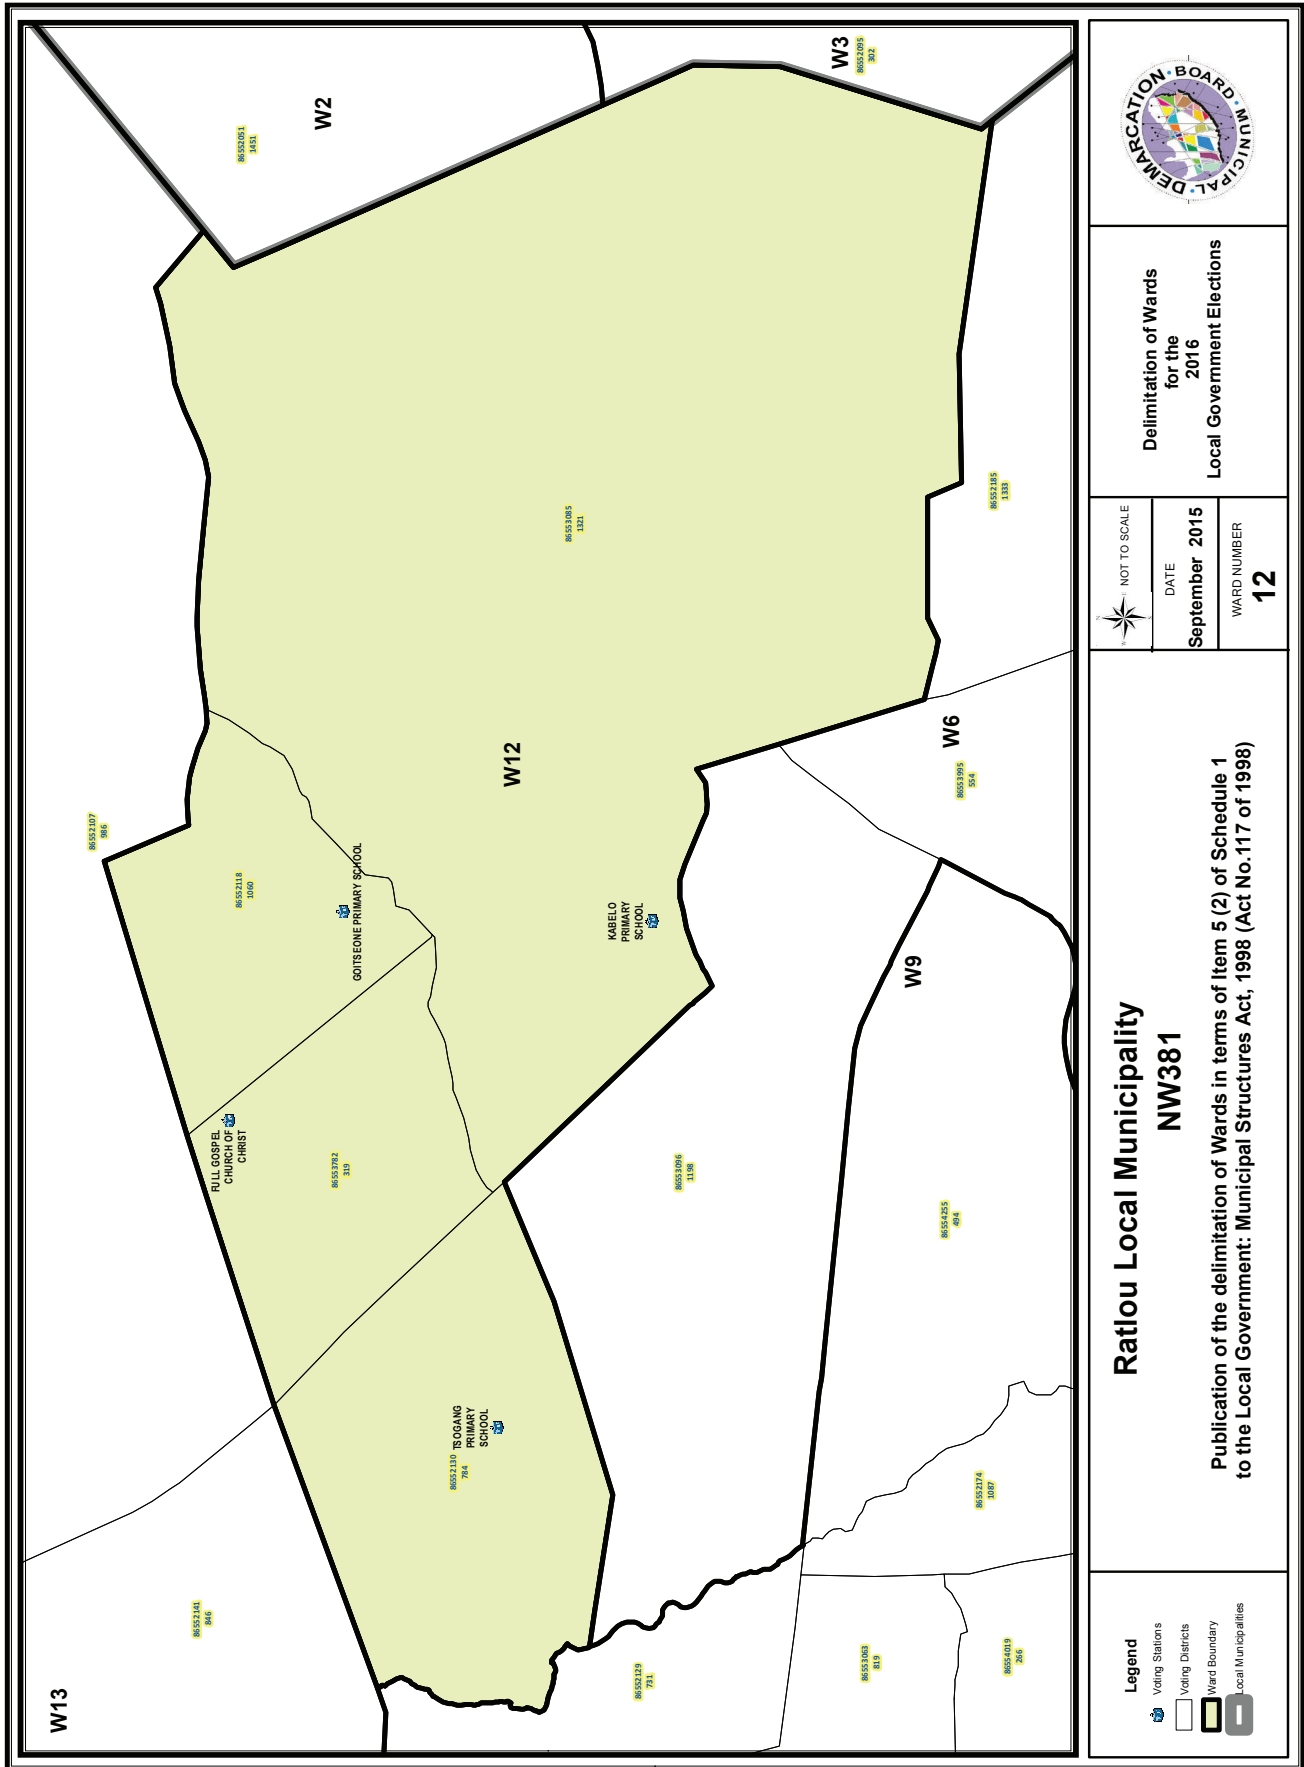 W13
86552141
846
86552107
986
86552051
1451
W2
W3
86552095
302
FULL GOSPEL
CHURCH OF
CHRIST
86552118
1060
GOITSEONE PRIMARY SCHOOL
86553782
319
86552130
784
TSOGANG
PRIMARY
SCHOOL
W12
86553085
1321
KABELO
PRIMARY
SCHOOL
86552129
731
86553096
1198
W9
W6
86553995
554
86552185
1333
86553063
819
86554019
266
86552174
1087
86554255
494
Legend
Voting Stations
Voting Districts
Ward Boundary
Local Municipalities
Ratlou Local Municipality
NW381
Publication of the delimitation of Wards in terms of Item 5 (2) of Schedule 1
to the Local Government: Municipal Structures Act, 1998 (Act No.117 of 1998)
N
W
E
S
NOT TO SCALE
DATE
September 2015
WARD NUMBER
12
Delimitation of Wards
for the
2016
Local Government Elections
MUNICIPAL • DEMARCATION • BOARD •